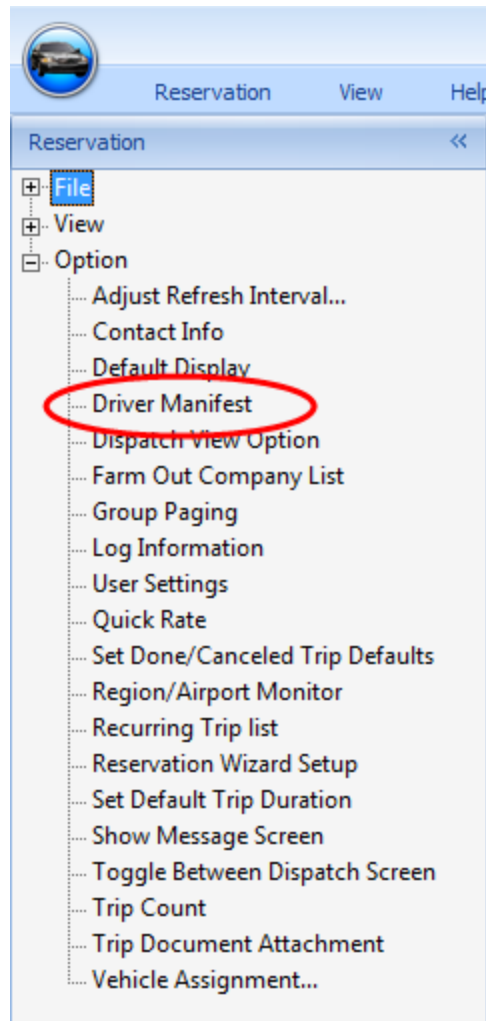 Reservation View Help
Reservation
File
View
Option
Adjust Refresh Interval...
Contact Info
Default Display
Driver Manifest
Dispatch View Option
Farm Out Company List
Group Paging
Log Information
User Settings
Quick Rate
Set Done/Canceled Trip Defaults
Region/Airport Monitor
Recurring Trip list
Reservation Wizard Setup
Set Default Trip Duration
Show Message Screen
Toggle Between Dispatch Screen
Trip Count
Trip Document Attachment
Vehicle Assignment...